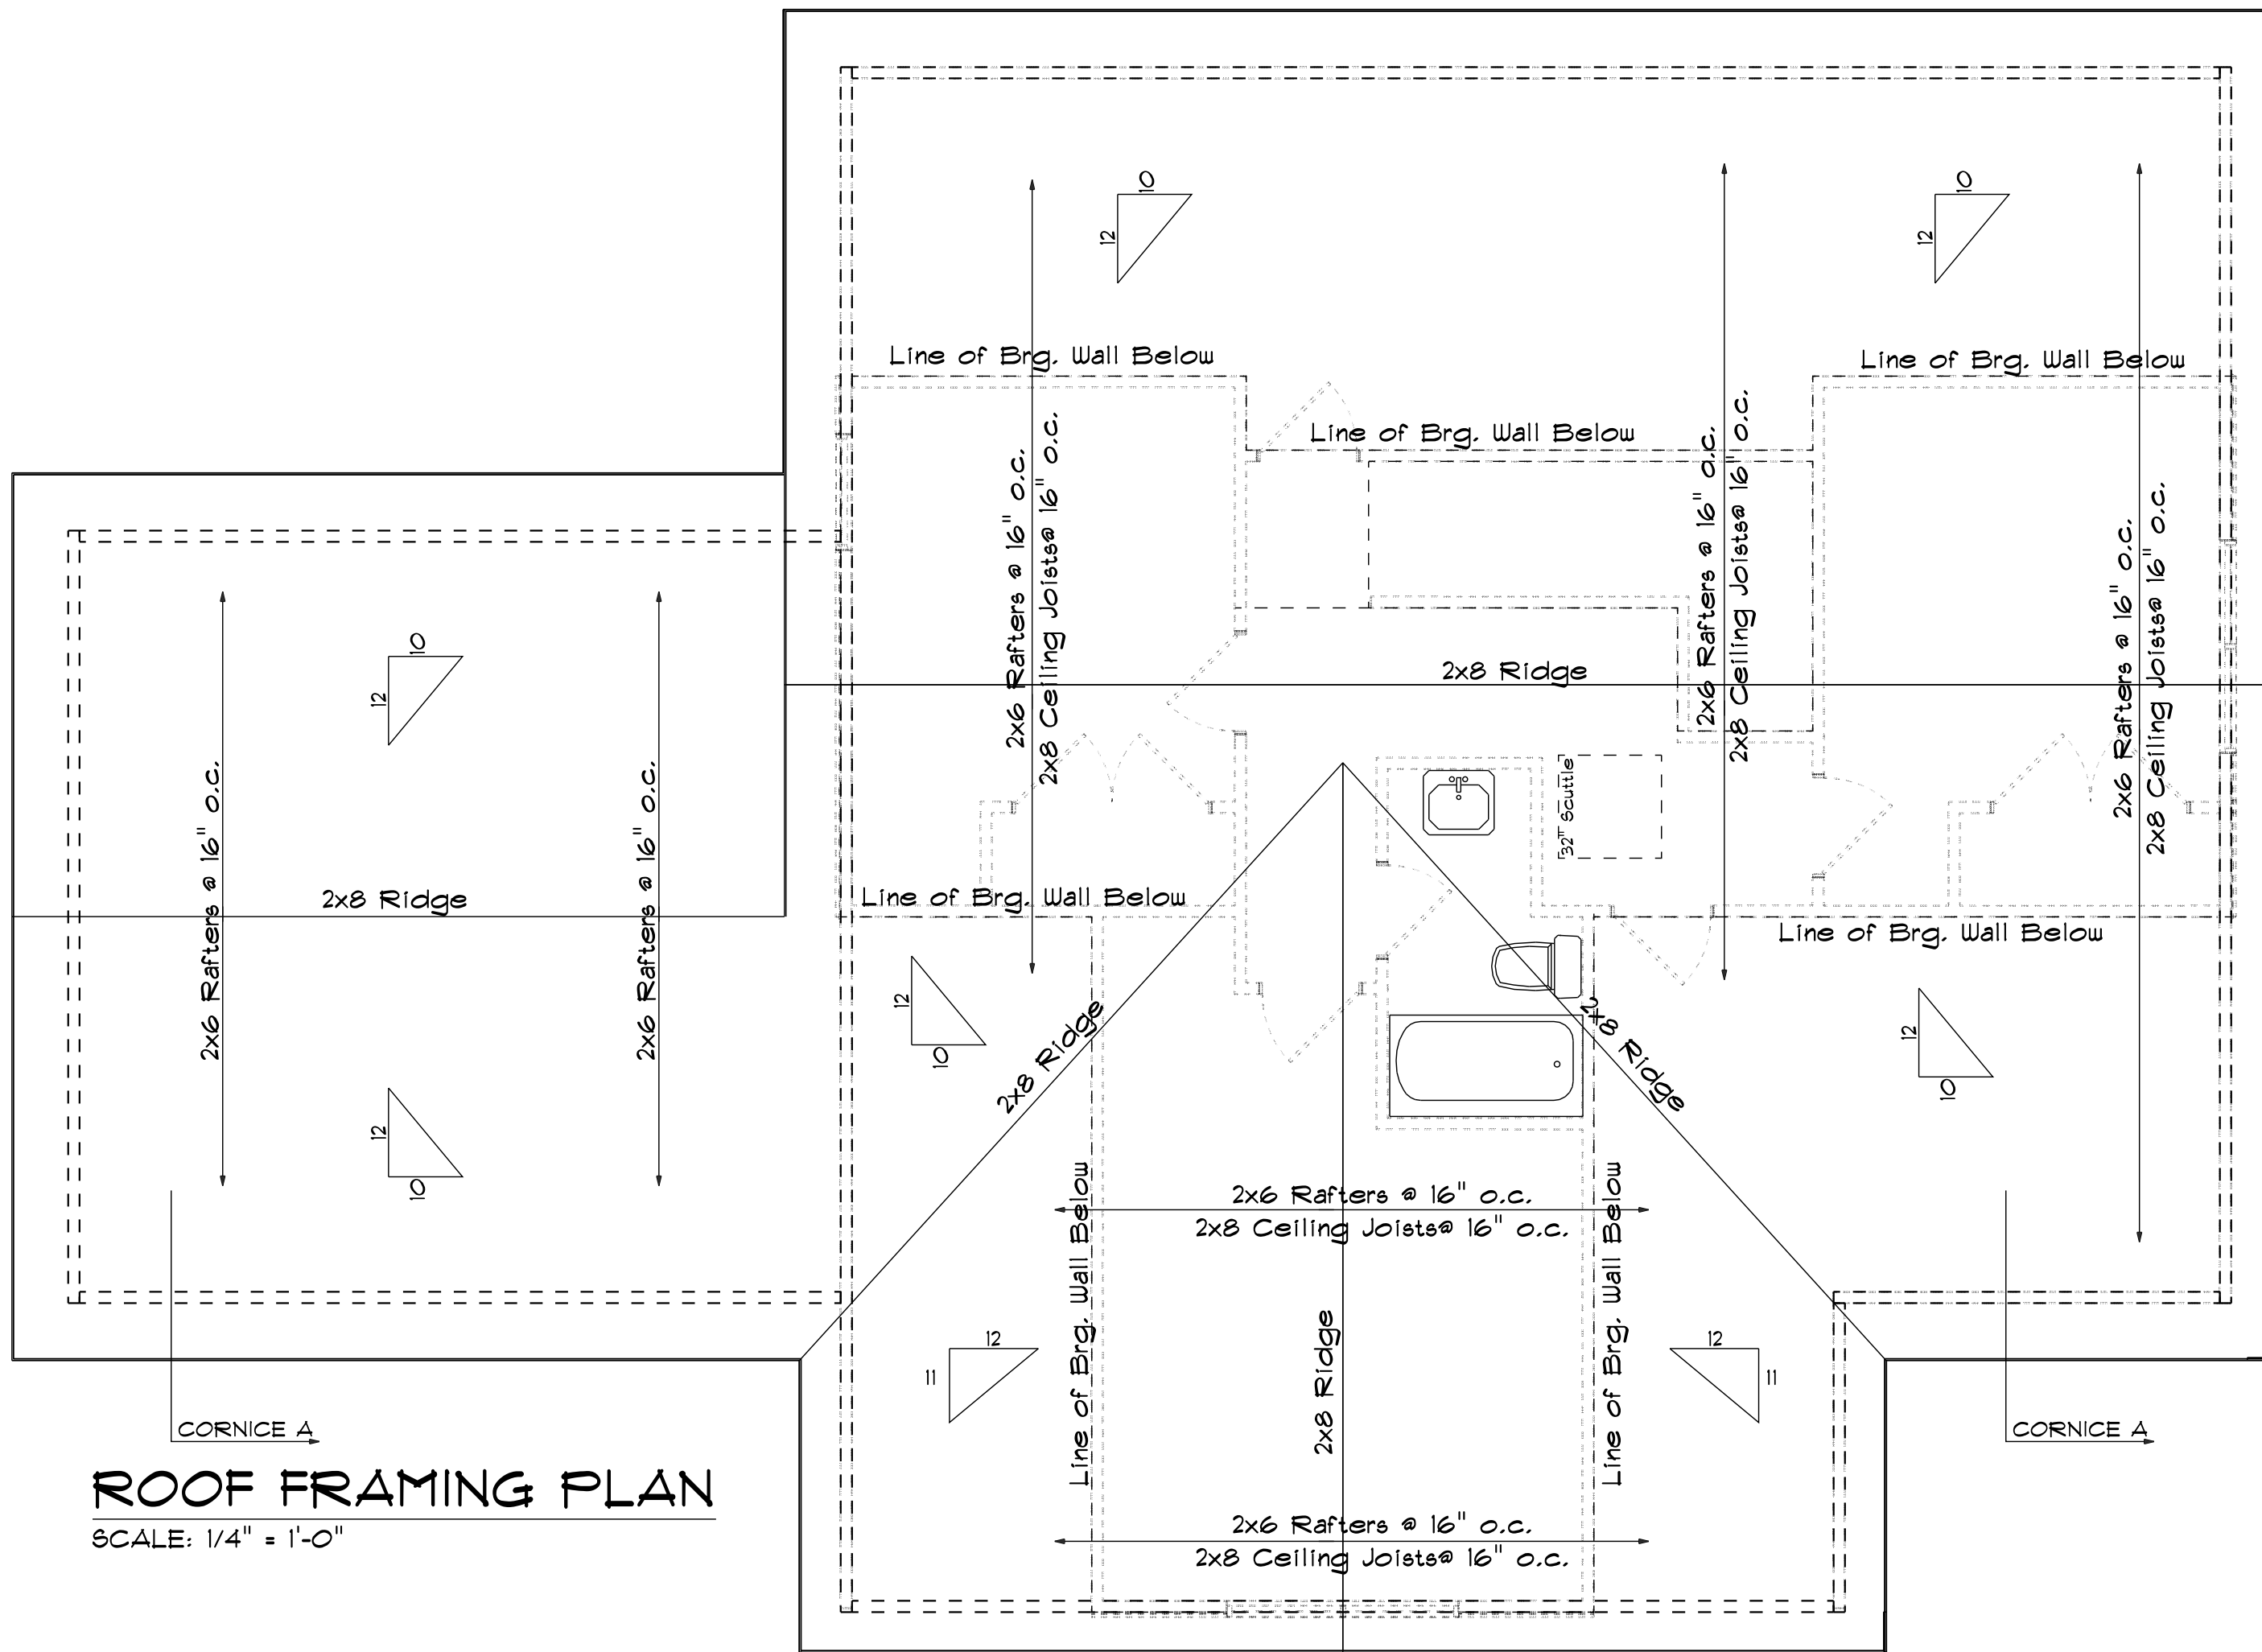 10
12
10
12
Line of Brg. Wall Below
Line of Brg. Wall Below
Line of Brg. Wall Below
2x6 Rafters @ 16" o.c.
2x8 Ceiling Joists@ 16" o.c.
2x6 Rafters @ 16" o.c.
2x8 Ceiling Joists@ 16" o.c.
2x6 Rafters @ 16" o.c.
2x8 Ceiling Joists@ 16" o.c.
10
12
2x8 Ridge
2x6 Rafters @ 16" o.c.
2x6 Rafters @ 16" o.c.
32" Scuttle
2x8 Ridge
Line of Brg. Wall Below
Line of Brg. Wall Below
12
10
12
10
2x8 Ridge
2x8 Ridge
12
10
2x6 Rafters @ 16" o.c.
2x8 Ceiling Joists@ 16" o.c.
Line of Brg. Wall Below
Line of Brg. Wall Below
12
11
12
11
2x8 Ridge
CORNICE A
CORNICE A
ROOF FRAMING PLAN
SCALE: 1/4" = 1'-0"
2x6 Rafters @ 16" o.c.
2x8 Ceiling Joists@ 16" o.c.